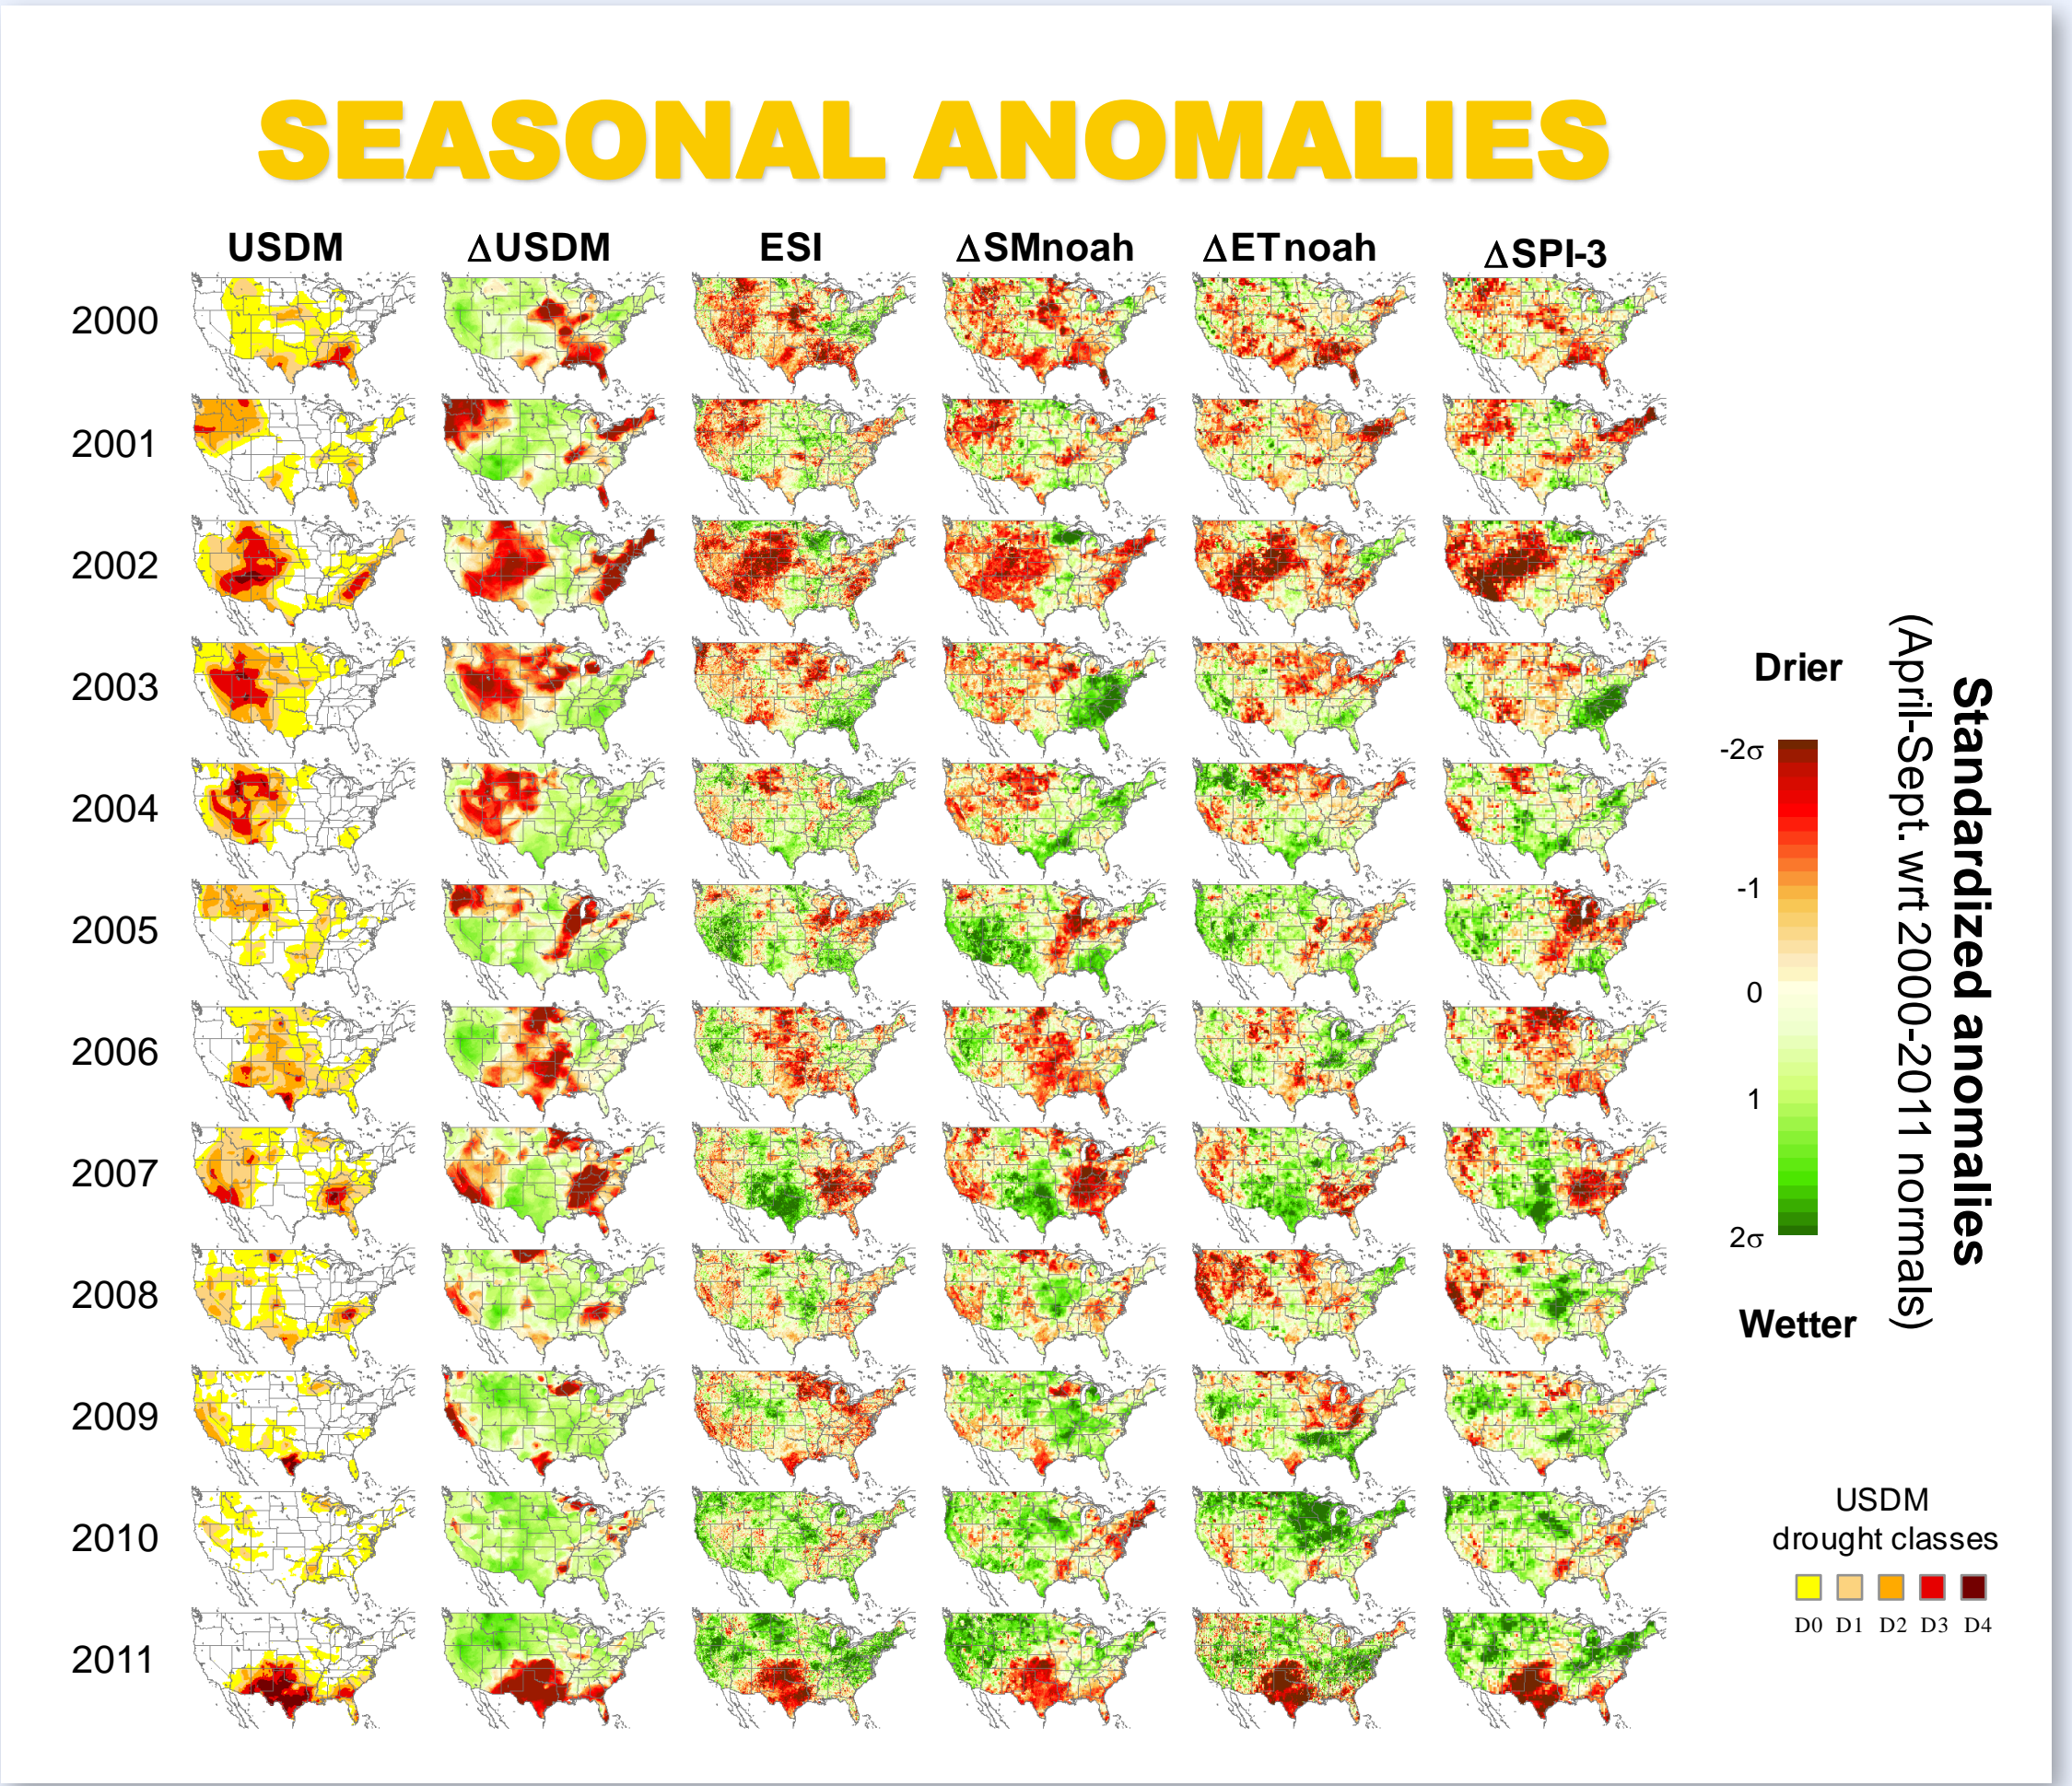 SEASONAL ANOMALIES
USDM
ΔUSDM
ESI
ΔSMnoah
ΔETnoah
ΔSPI-3
2000
2001
2002
2003
2004
2005
2006
2007
2008
2009
2010
2011
Drier
-2σ
-1
0
1
2σ
Wetter
Standardized anomalies
(April-Sept. wrt 2000-2011 normals)
USDM
drought classes
D0 D1 D2 D3 D4